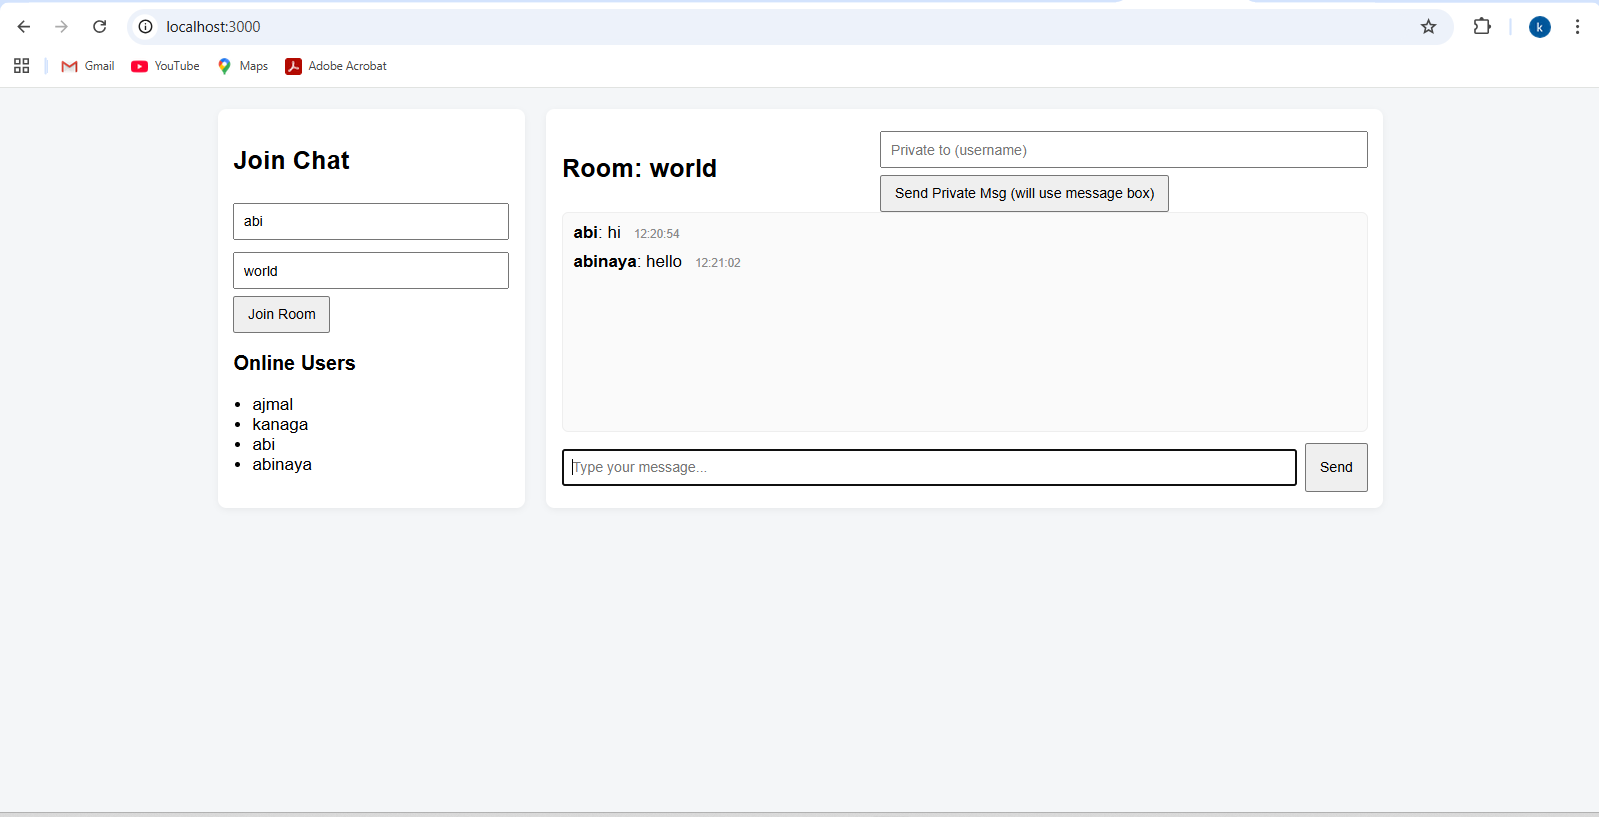 localhost:3000
k
Gmail YouTube Maps Adobe Acrobat
Join Chat
abi
world
Join Room
Online Users
ajmal
kanaga
abi
abinaya
Room: world
Private to (username)
Send Private Msg (will use message box)
abi: hi 12:20:54
abinaya: hello 12:21:02
Type your message...
Send